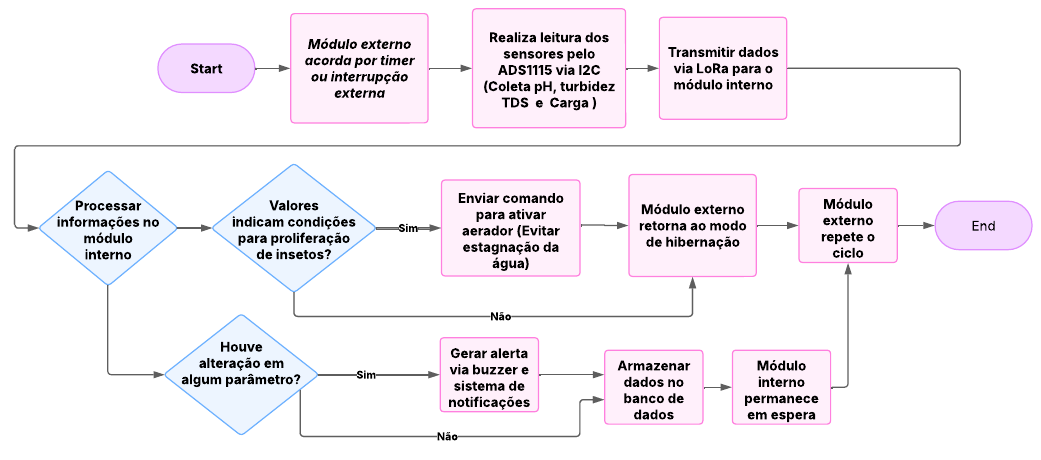 Start
Módulo externo
acorda por timer
ou interrupção
externa
Realiza leitura dos
sensores pelo
ADS1115 via I2C
(Coleta pH, turbidez
TDS e Carga )
Transmitir dados
via LoRa para o
módulo interno
Processar
informações no
módulo
interno
Valores
indicam condições
para proliferação
de insetos?
Sim
Enviar comando
para ativar
aerador (Evitar
estagnação da
água)
Módulo externo
retorna ao modo
de hibernação
Módulo
externo
repete o
ciclo
End
Não
Houve
alteração em
algum parâmetro?
Sim
Gerar alerta
via buzzer e
sistema de
notificações
Armazenar
dados no
banco de
dados
Módulo
interno
permanece
em espera
Não